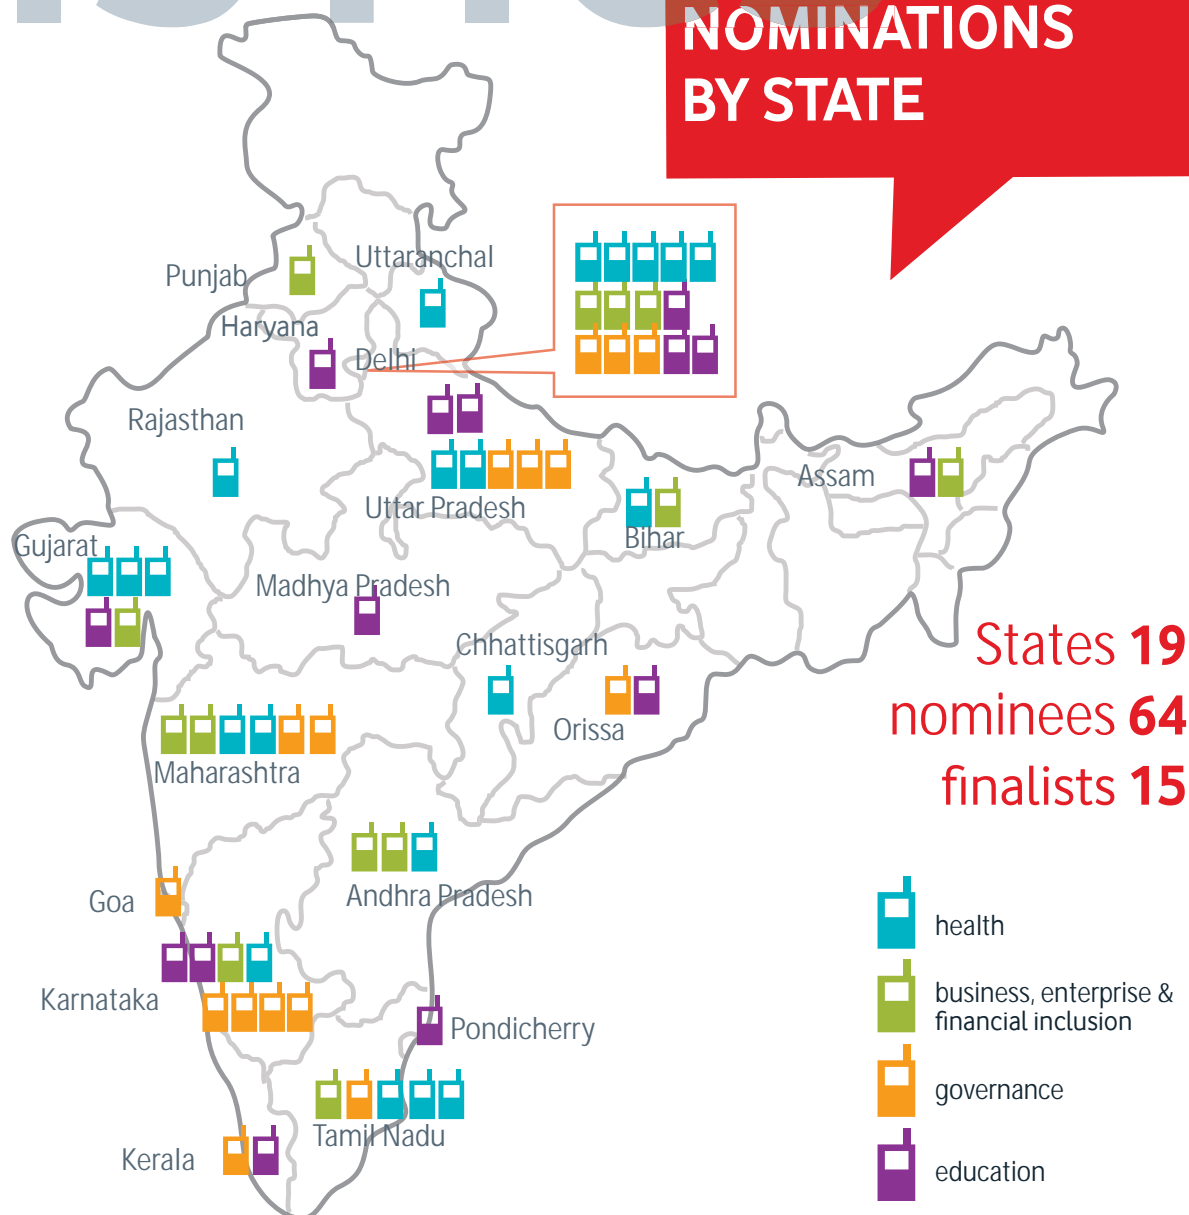 NOMINATIONS
BY STATE
Uttaranchal
Punjab
Haryana
Delhi
Rajasthan
Assam
Uttar Pradesh
Bihar
Gujarat
Madhya Pradesh
Chhattisgarh
States 19
nominees 64
finalists 15
Orissa
Maharashtra
Andhra Pradesh
Goa
health
Karnataka
business, enterprise &
financial inclusion
Pondicherry
governance
Tamil Nadu
Kerala
education